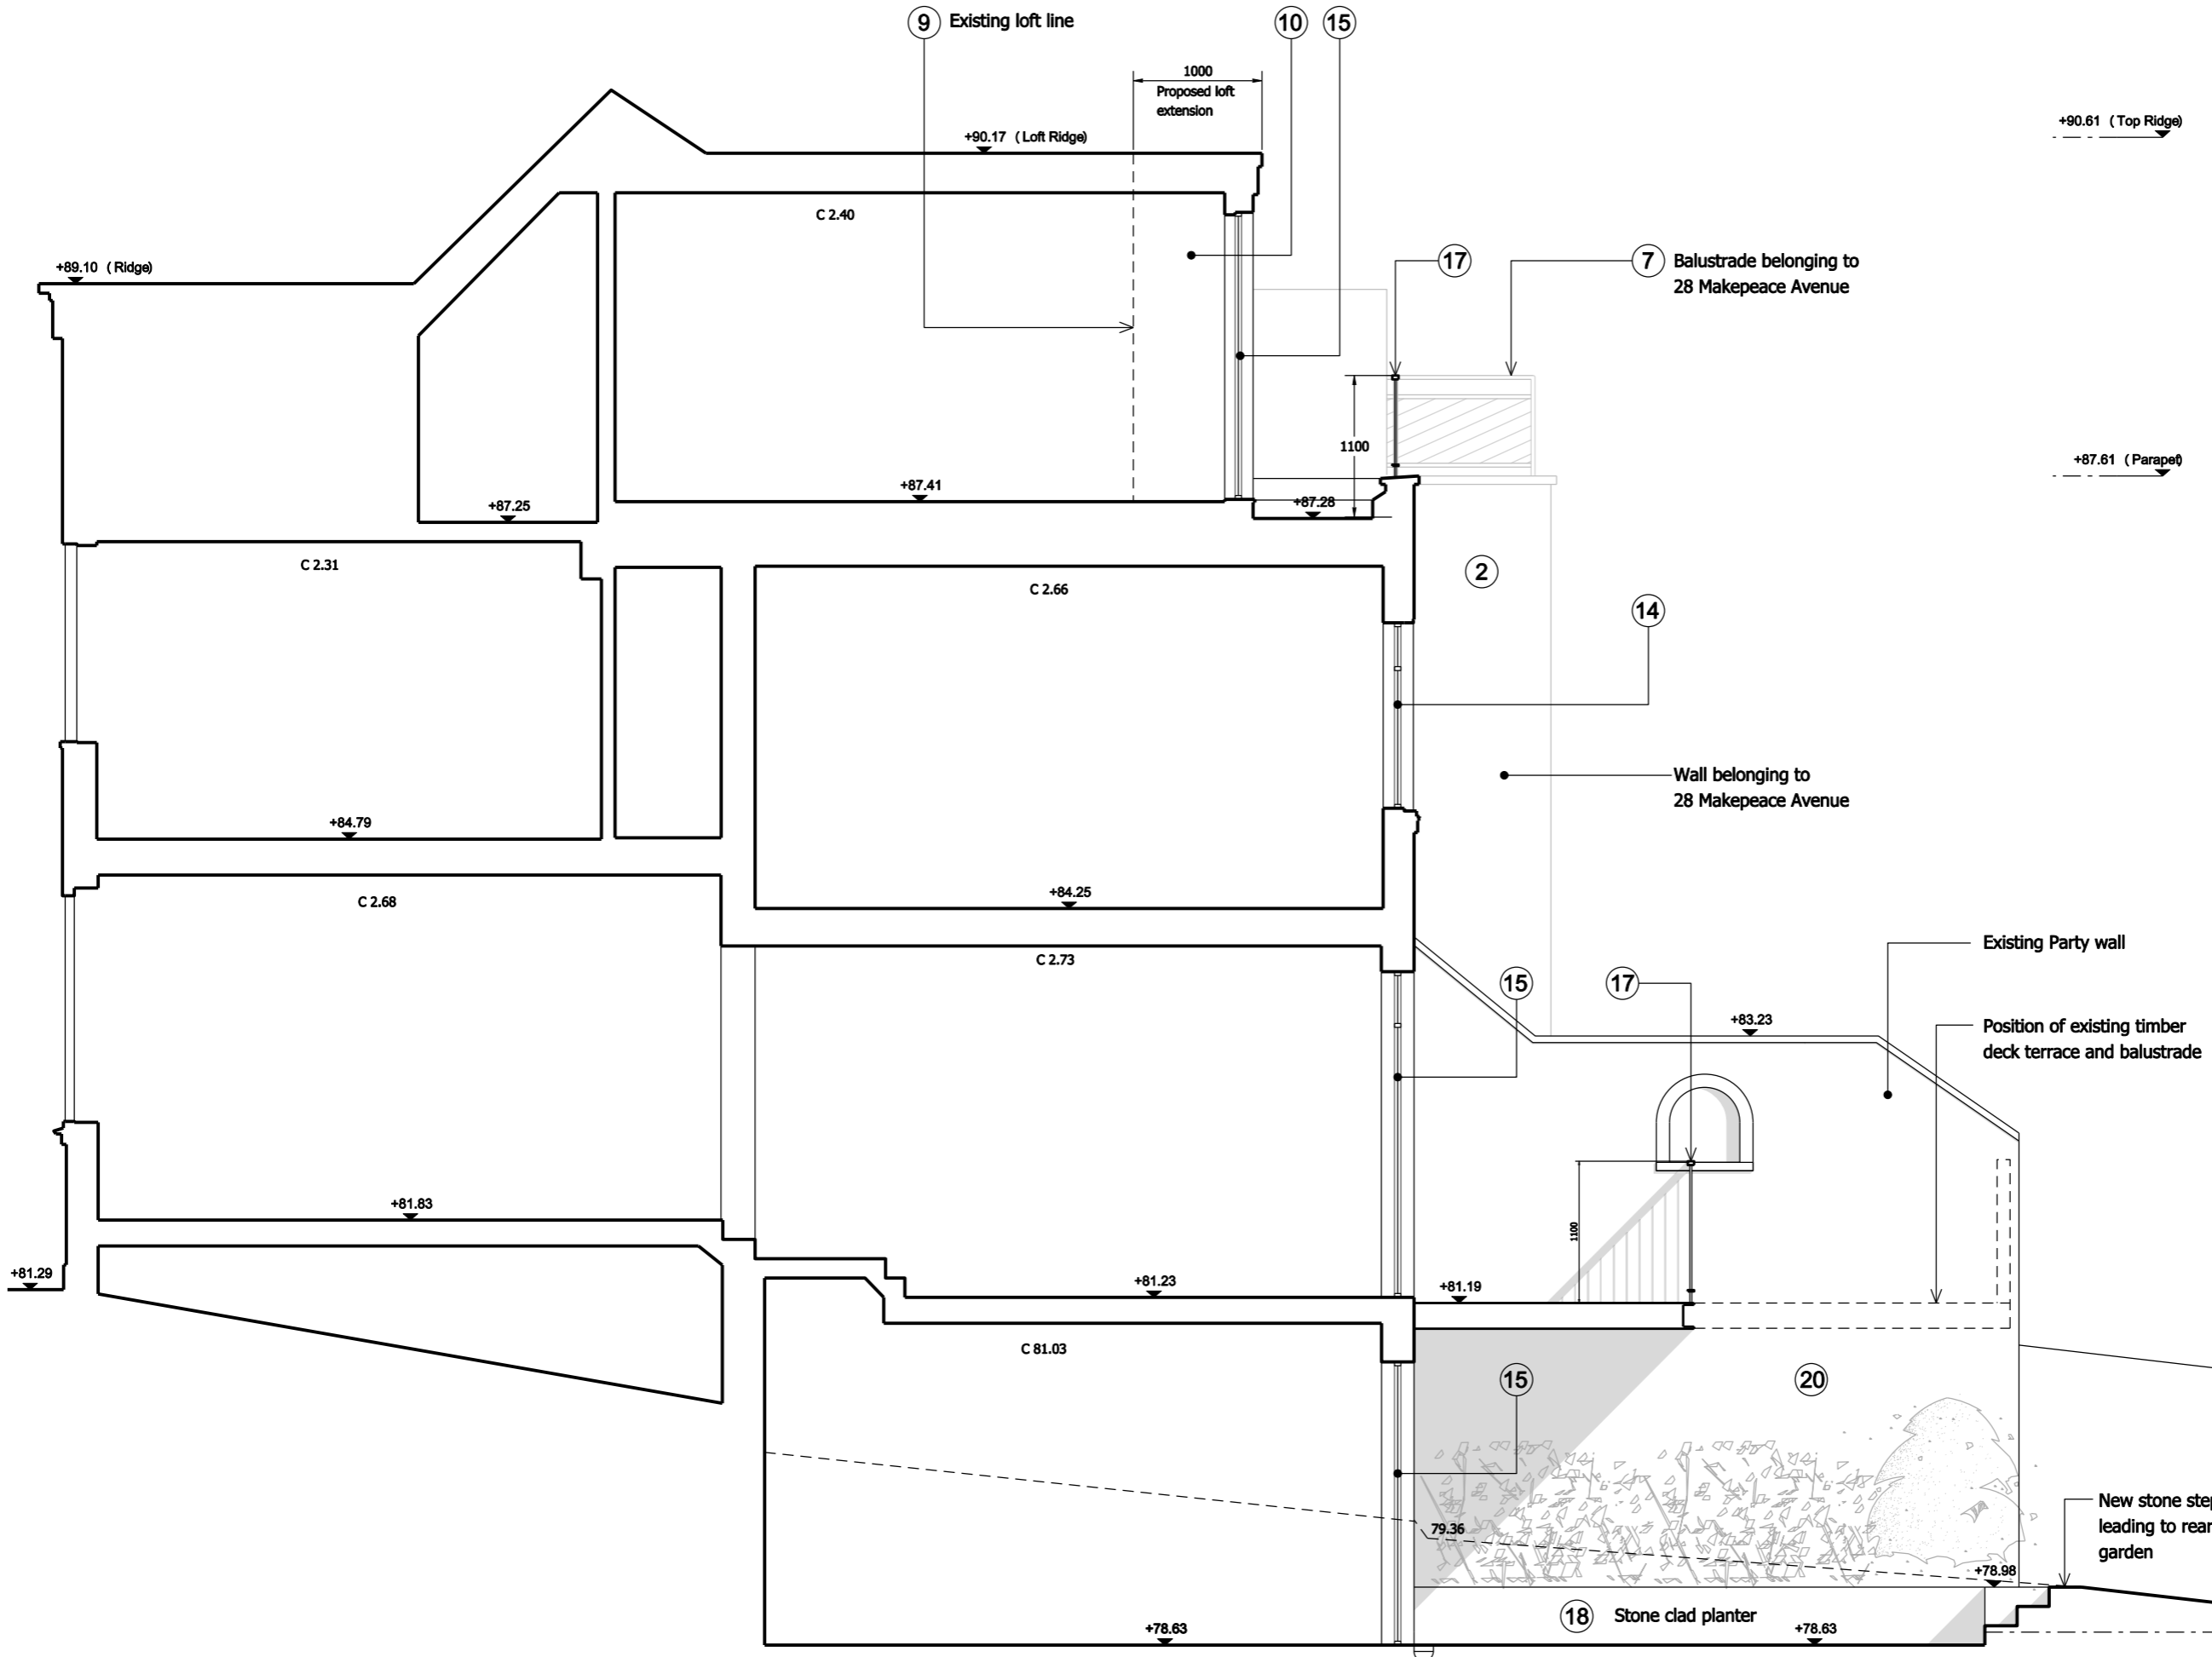 9 Existing loft line
10
15
1000
Proposed loft
extension
+90.17 ( Loft Ridge)
+90.61 ( Top Ridge)
C 2.40
+89.10 ( Ridge)
17
7 Balustrade belonging to
28 Makepeace Avenue
1100
+87.61 ( Parapet)
+87.41
+87.25
+87.28
C 2.31
C 2.66
2
14
Wall belonging to
28 Makepeace Avenue
+84.79
+84.25
C 2.68
C 2.73
Existing Party wall
15
17
+83.23
Position of existing timber
deck terrace and balustrade
+81.83
1100
+81.29
+81.23
+81.19
C 81.03
15
20
79.36
New stone step
leading to rear
garden
+78.98
18 Stone clad planter
+78.63
+78.63